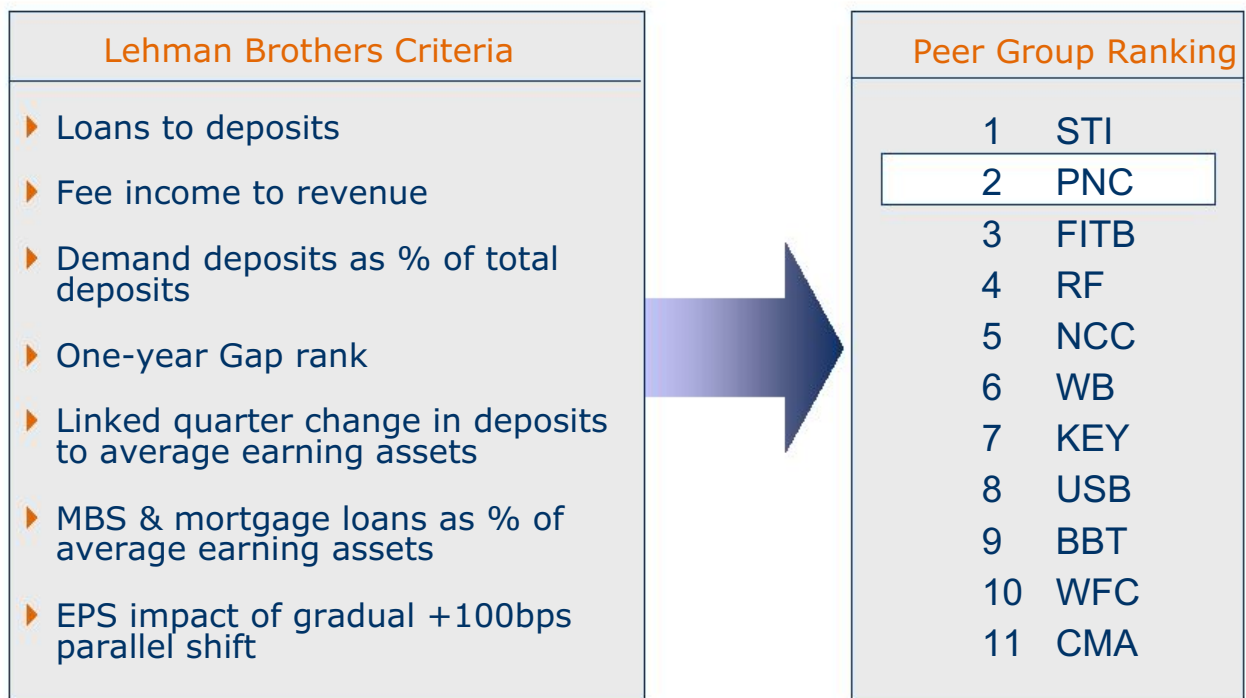 Lehman Brothers Criteria
Loans to deposits
Fee income to revenue
Demand deposits as % of total
deposits
One-year Gap rank
Linked quarter change in deposits
to average earning assets
MBS & mortgage loans as % of
average earning assets
EPS impact of gradual +100bps
parallel shift
Peer Group Ranking
1 STI
2 PNC
3 FITB
4 RF
5 NCC
6 WB
7 KEY
8 USB
9 BBT
10 WFC
11 CMA